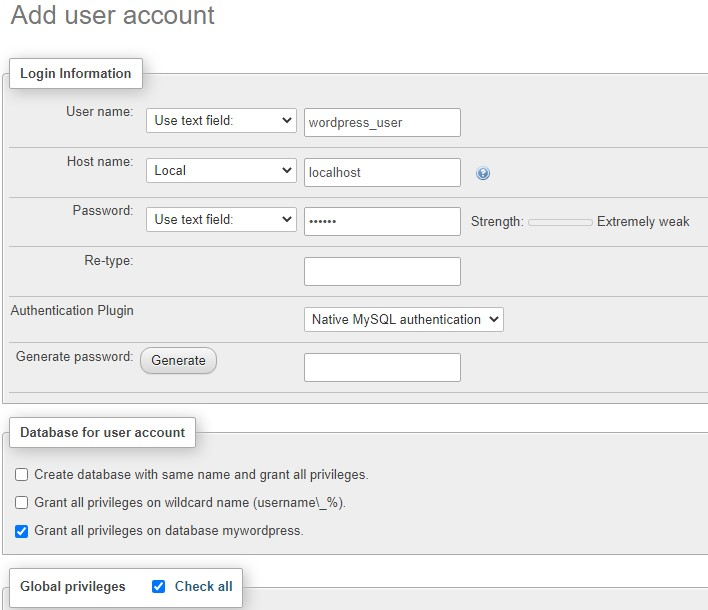 Add user account
Login Information
User name: Use text field: wordpress_user
Host name: Local localhost
Password: Use text field: •••••• Strength: Extremely weak
Re-type:
Authentication Plugin Native MySQL authentication
Generate password: Generate
Database for user account
Create database with same name and grant all privileges.
Grant all privileges on wildcard name (username\_%).
Grant all privileges on database mywordpress.
Global privileges Check all